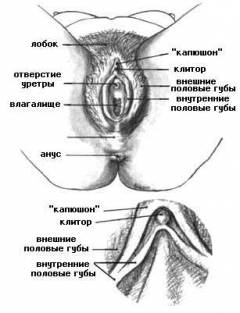 лобок
"капюшон"
клитор
отверстие
уретры
внешние
половые губы
влагалище
внутренние
половые губы
анус
"капюшон"
клитор
внешние
половые губы
внутренние
половые губы